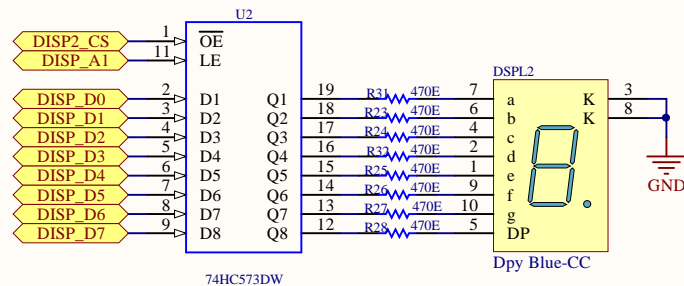 U2
DISP2_CS 1 OE
DISP_A1 11 LE
DSPL2
DISP_D0 2 D1 Q1 19 R31 470E 7 a K 3
DISP_D1 3 D2 Q2 18 R23 470E 6 b K 8
DISP_D2 4 D3 Q3 17 R24 470E 4 c
DISP_D3 5 D4 Q4 16 R32 470E 2 d
DISP_D4 6 D5 Q5 15 R25 470E 1 e
DISP_D5 7 D6 Q6 14 R26 470E 9 f
DISP_D6 8 D7 Q7 13 R27 470E 10 g
DISP_D7 9 D8 Q8 12 R28 470E 5 DP
GND
Dpy Blue-CC
74HC573DW